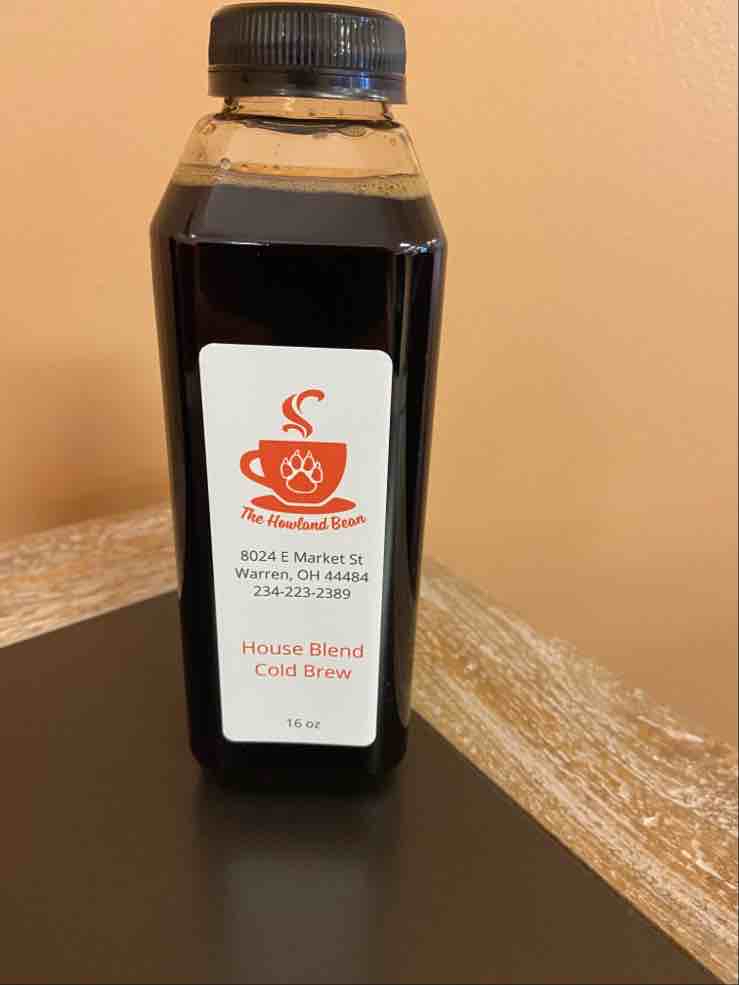 The Howland Bean
8024 E Market St
Warren, OH 44484
234-223-2389
House Blend
Cold Brew
16 oz